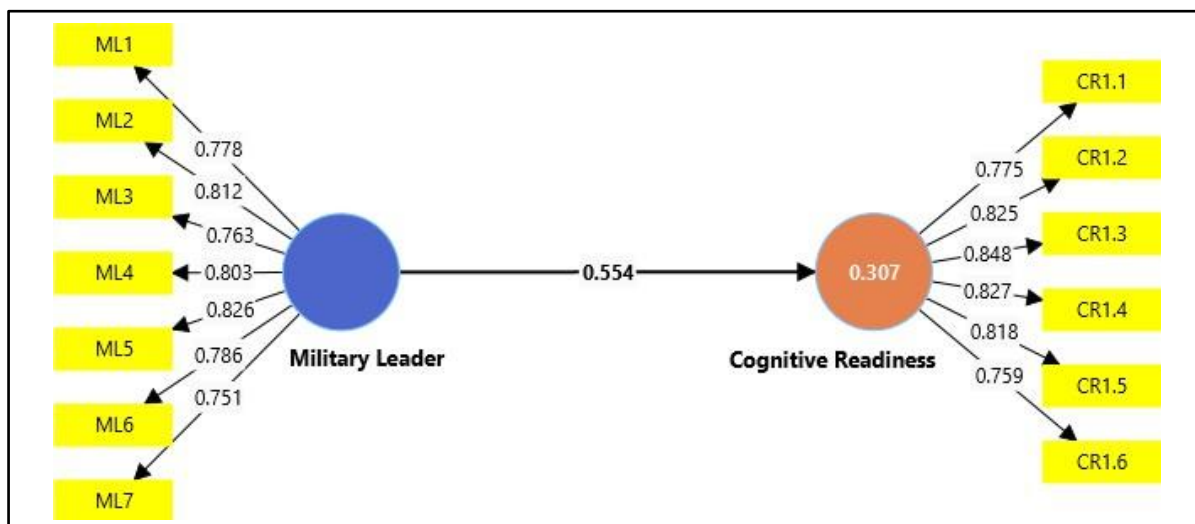 ML1
ML2
ML3
ML4
ML5
ML6
ML7
0.778
0.812
0.763
0.803
0.826
0.786
0.751
Military Leader
0.554
0.307
Cognitive Readiness
0.775
0.825
0.848
0.827
0.818
0.759
CR1.1
CR1.2
CR1.3
CR1.4
CR1.5
CR1.6